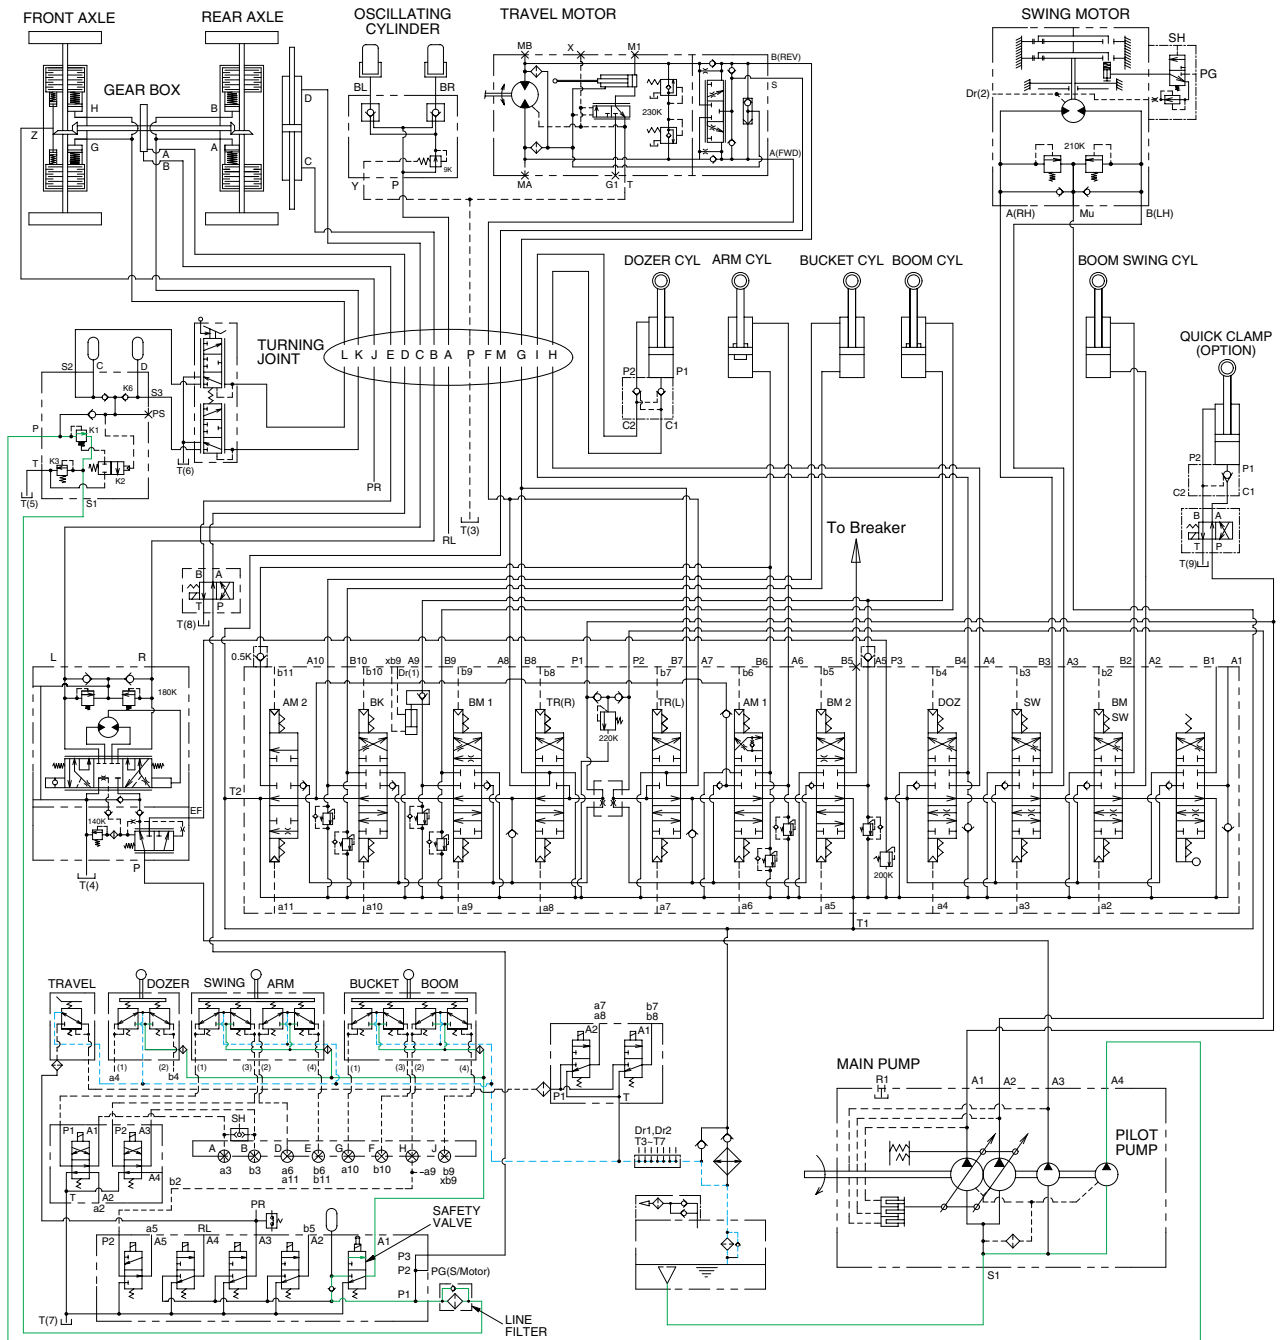 FRONT AXLE
REAR AXLE
OSCILLATING
CYLINDER
TRAVEL MOTOR
SWING MOTOR
GEAR BOX
H
Z
G
A
B
B
A
D
C
BL
BR
9K
Y
P
MB
X
M1
B(REV)
S
230K
A(FWD)
MA
G1
T
SH
PG
Dr(2)
210K
A(RH)
Mu
B(LH)
DOZER CYL
ARM CYL
BUCKET CYL
BOOM CYL
BOOM SWING CYL
QUICK CLAMP
(OPTION)
TURNING
JOINT
L K J E D C B A P F M G I H
S2
C
D
K6
S3
PS
P
K1
T
K3
K2
T(5)
S1
T(6)
PR
RL
T(3)
P2
P1
C2
C1
P2
P1
C2
C1
B
A
T
P
T(9)
To Breaker
B
A
T
P
T(8)
L
R
180K
EF
140K
P
T(4)
0.5K
b11
A10
B10
b10
xb9
A9
Dr(1)
B9
b9
A8
B8
b8
P1
P2
B7
b7
A7
B6
b6
A6
B5
b5
A5
P3
B4
b4
A4
B3
b3
A3
B2
b2
A2
B1
A1
AM 2
BK
BM 1
TR(R)
220K
TR(L)
AM 1
BM 2
DOZ
SW
BM
SW
T2
200K
a11
a10
a9
a8
a7
a6
a5
T1
a4
a3
a2
TRAVEL
DOZER
SWING
ARM
BUCKET
BOOM
(1)
(2)
(1)
(3)
(2)
(4)
(1)
(3)
(2)
(4)
a4
b4
a7
a8
b7
b8
A2
A1
P1
T
P1
A1
P2
A3
T
A2
A4
a2
b2
SH
A
B
D
E
G
F
H
J
a3
b3
a6
a11
b6
b11
a10
b10
a9
b9
xb9
Dr1,Dr2
T3-T7
MAIN PUMP
R1
A1
A2
A3
A4
PILOT
PUMP
S1
PR
SAFETY
VALVE
P2
a5
A5
RL
A4
A3
b5
A2
A1
P3
P2
PG(S/Motor)
P1
T(7)
LINE
FILTER